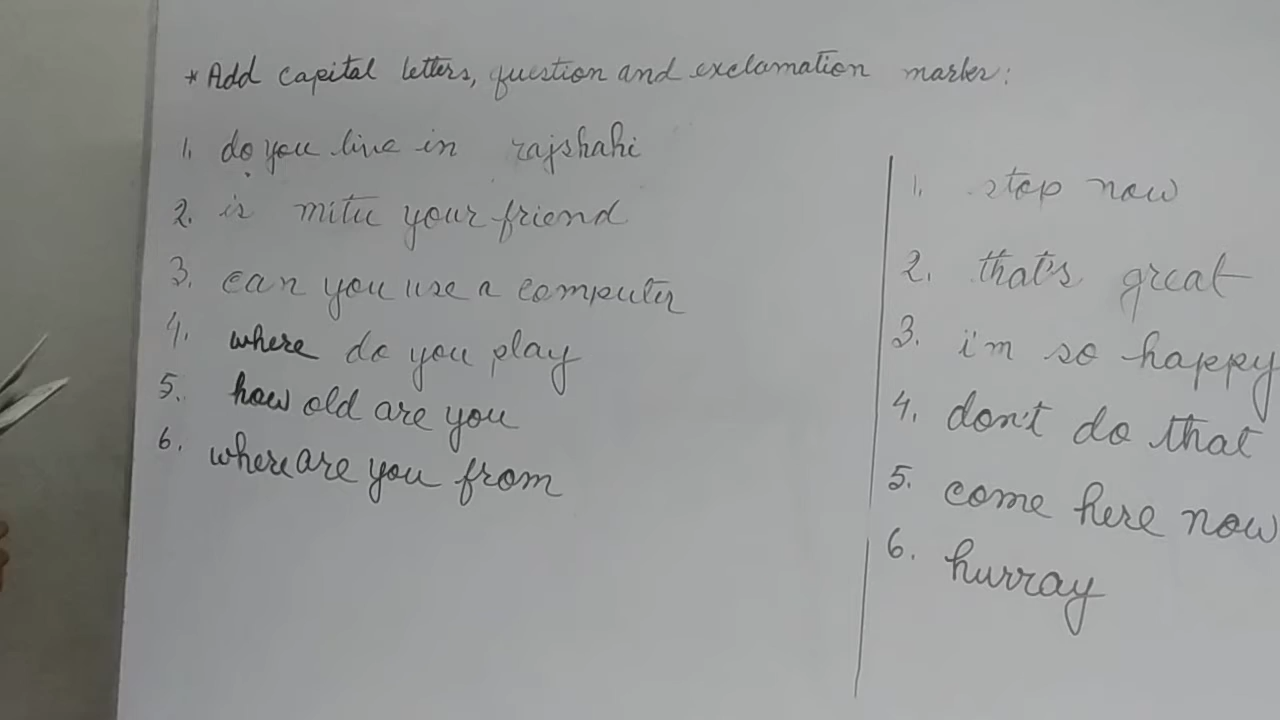 * Add capital letters, question and exclamation marks:
1. do you live in rajshahi
2. is mitu your friend
3. can you use a computer
4. where do you play
5. how old are you
6. where are you from
1. stop now
2. that's great
3. i'm so happy
4. don't do that
5. come here now
6. hurray